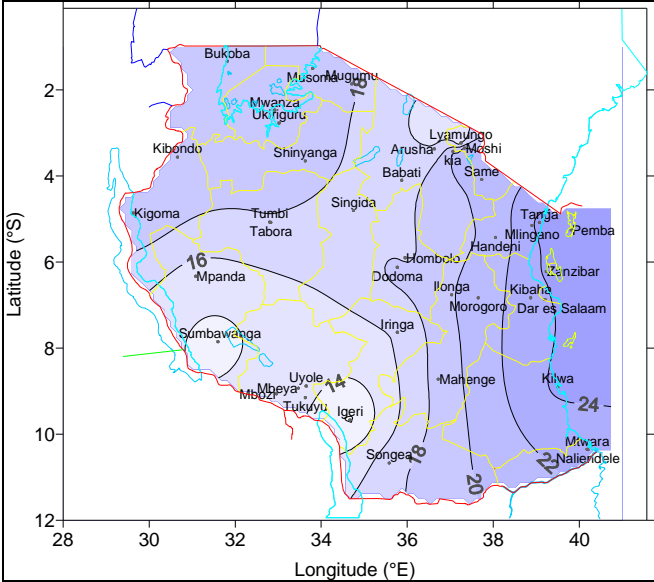 Bukoba
Musoma Mugumu
18
2
Mwanza
Ukiriguru
Lyamungo
Kibondo
Shinyanga
Arusha
Moshi
kia
4
Babati
Same
Singida
Kigoma
Tumbi
Tabora
Tanga
Mlingano
Pemba
Handeni
6
16
Hombolo
Mpanda
Dodoma
Zanzibar
Ilonga
Kibaha
Morogoro
Dar es Salaam
Iringa
Sumbawanga
8
Uyole
Mbeya
14
Mahenge
Kilwa
Mbozi
Tukuyu
Igeri
24
10
Songea
18
20
22
Mtwara
Naliendele
12
28
30
32
34
36
38
40
Latitude (°S)
Longitude (°E)